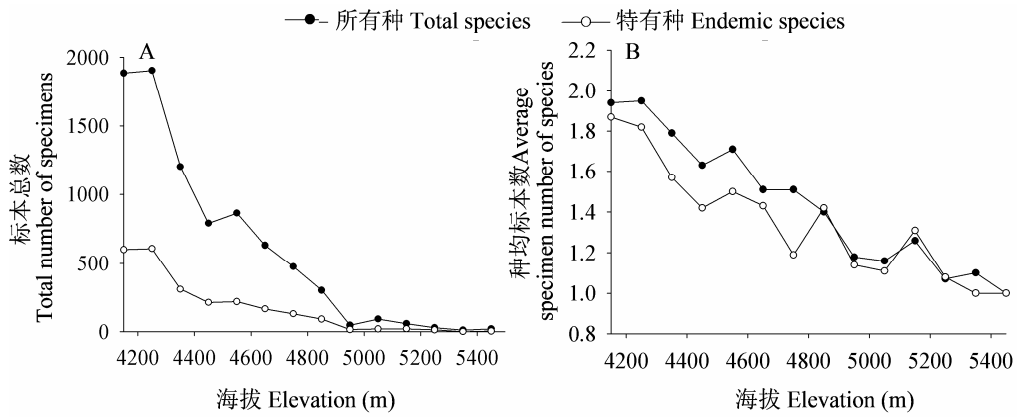 所有种 Total species 特有种 Endemic species
A
B
标本总数
Total number of specimens
2000
1500
1000
500
0
4200 4400 4600 4800 5000 5200 5400
海拔 Elevation (m)
种均标本数Average
specimen number of species
2.2
2.0
1.8
1.6
1.4
1.2
1.0
0.8
4200 4400 4600 4800 5000 5200 5400
海拔 Elevation (m)